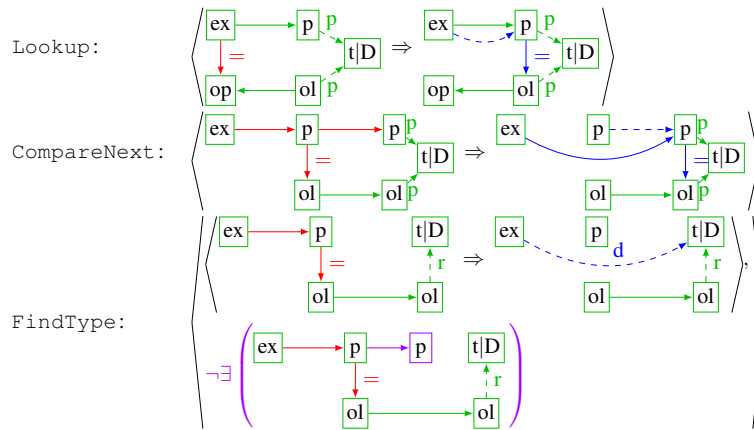 ex p p ex p p
Lookup: = t|D ⇒ = t|D
op ol p op ol p
ex p p p ex p p p
CompareNext: = t|D ⇒ = t|D
ol ol p ol ol p
ex p t|D ⇒ ex p t|D ,
= r d r
ol ol ol ol
FindType:
ex p p t|D
¬∃ = r
ol ol